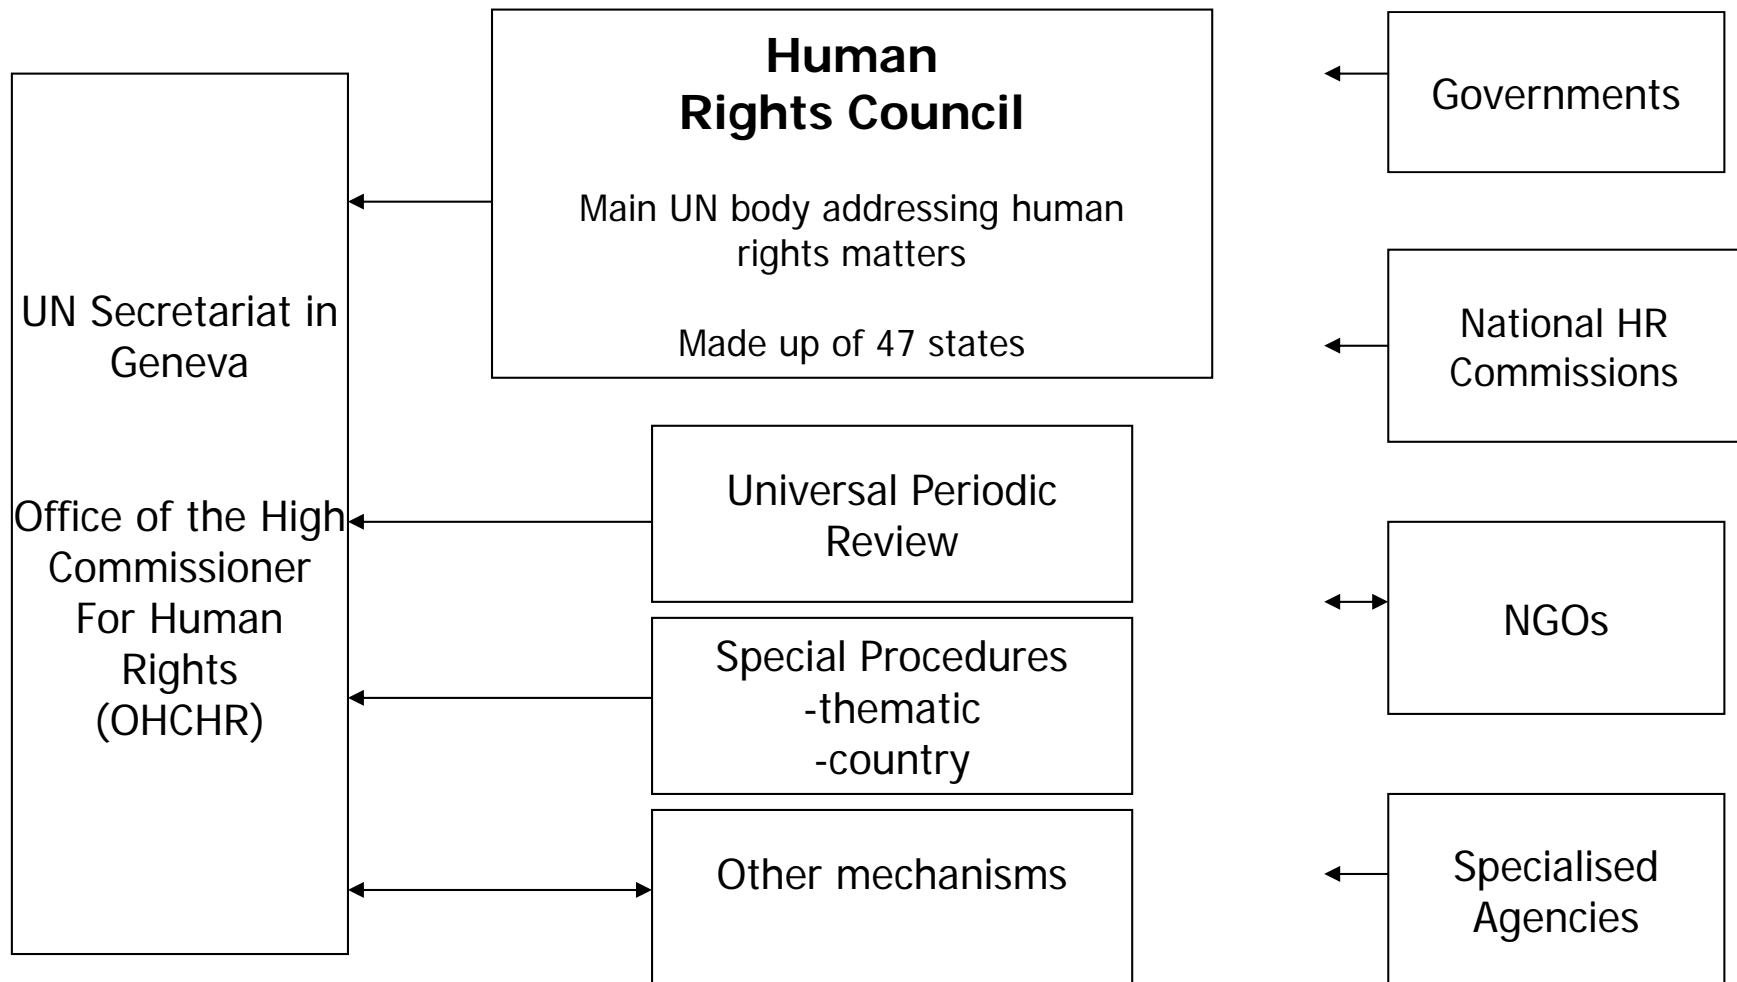 Human
Rights Council
Main UN body addressing human
rights matters
Made up of 47 states
UN Secretariat in
Geneva
Office of the High
Commissioner
For Human
Rights
(OHCHR)
Universal Periodic
Review
Special Procedures
-thematic
-country
Other mechanisms
Governments
National HR
Commissions
NGOs
Specialised
Agencies